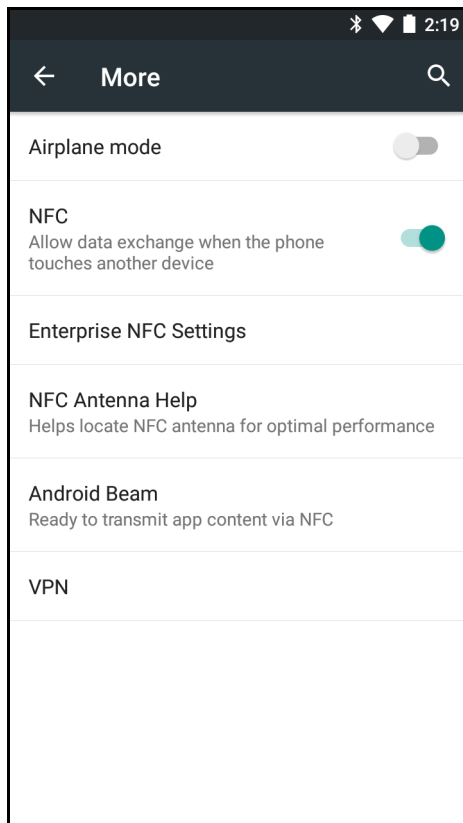 2:19
More
Airplane mode
NFC
Allow data exchange when the phone
touches another device
Enterprise NFC Settings
NFC Antenna Help
Helps locate NFC antenna for optimal performance
Android Beam
Ready to transmit app content via NFC
VPN